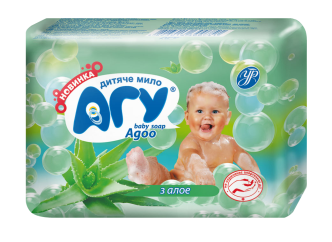 НОВИНКА
дитяче мило
АГУ®
baby soap
Agoo
з алое